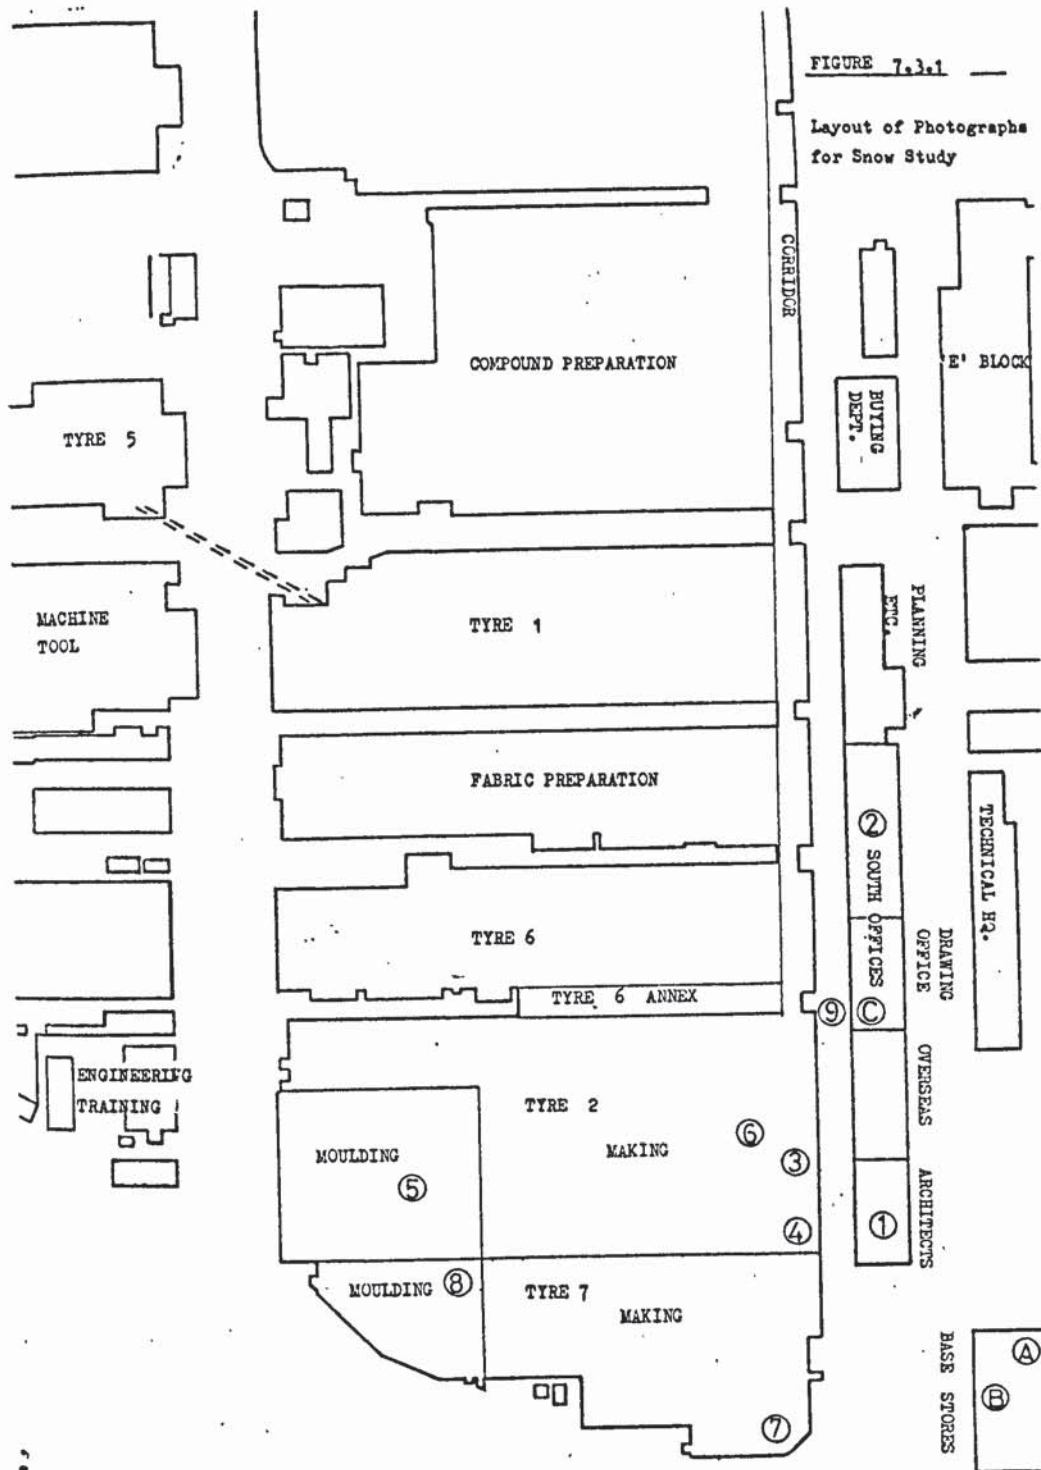 FIGURE 7.3.1
Layout of Photographs
for Snow Study
CORRIDOR
COMPOUND PREPARATION
'E' BLOCK
BUYING
DEPT.
TYRE 5
MACHINE
TOOL
TYRE 1
PLANNING
ETC.
FABRIC PREPARATION
2
SOUTH OFFICES
TECHNICAL HQ.
TYRE 6
DRAWING
OFFICE
TYRE 6 ANNEX
9
C
ENGINEERING
TRAINING
TYRE 2
OVERSEAS
MOULDING
MAKING
6
3
5
4
1
ARCHITECTS
MOULDING
8
TYRE 7
MAKING
A
B
BASE STORES
7